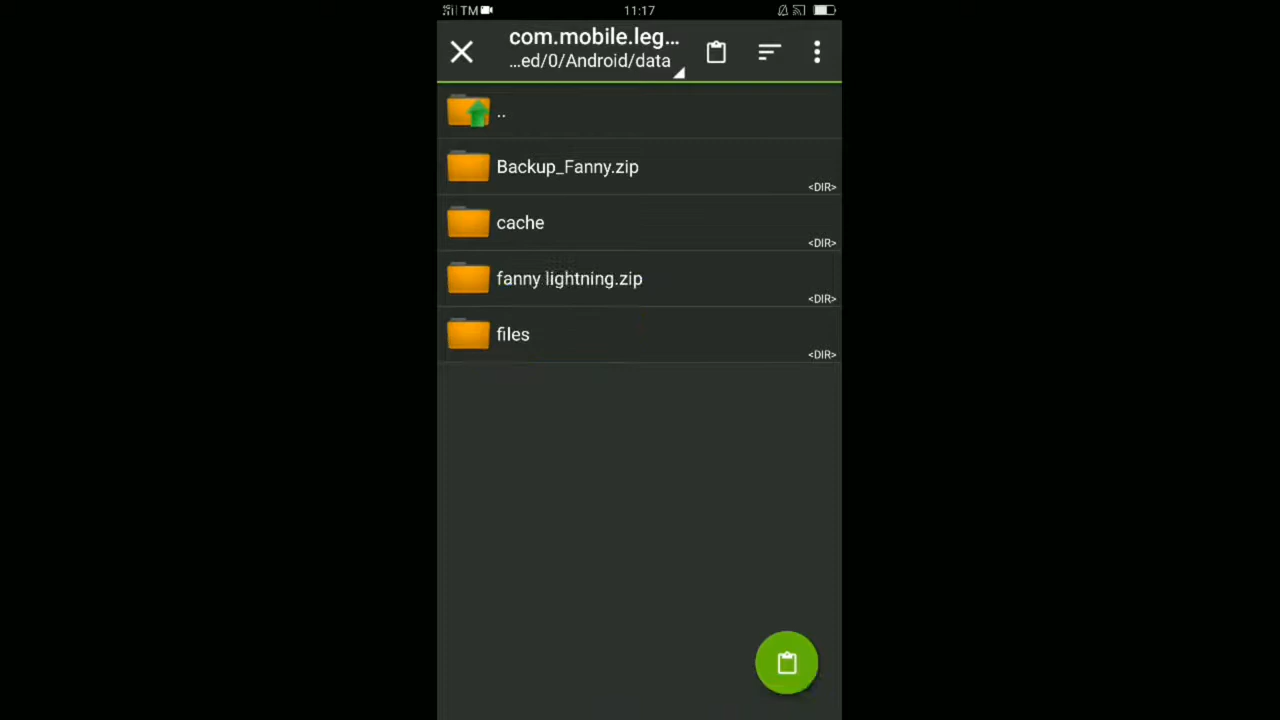 TM
11:17
com.mobile.leg...
...ed/0/Android/data
..
Backup_Fanny.zip
<DIR>
cache
<DIR>
fanny lightning.zip
<DIR>
files
<DIR>